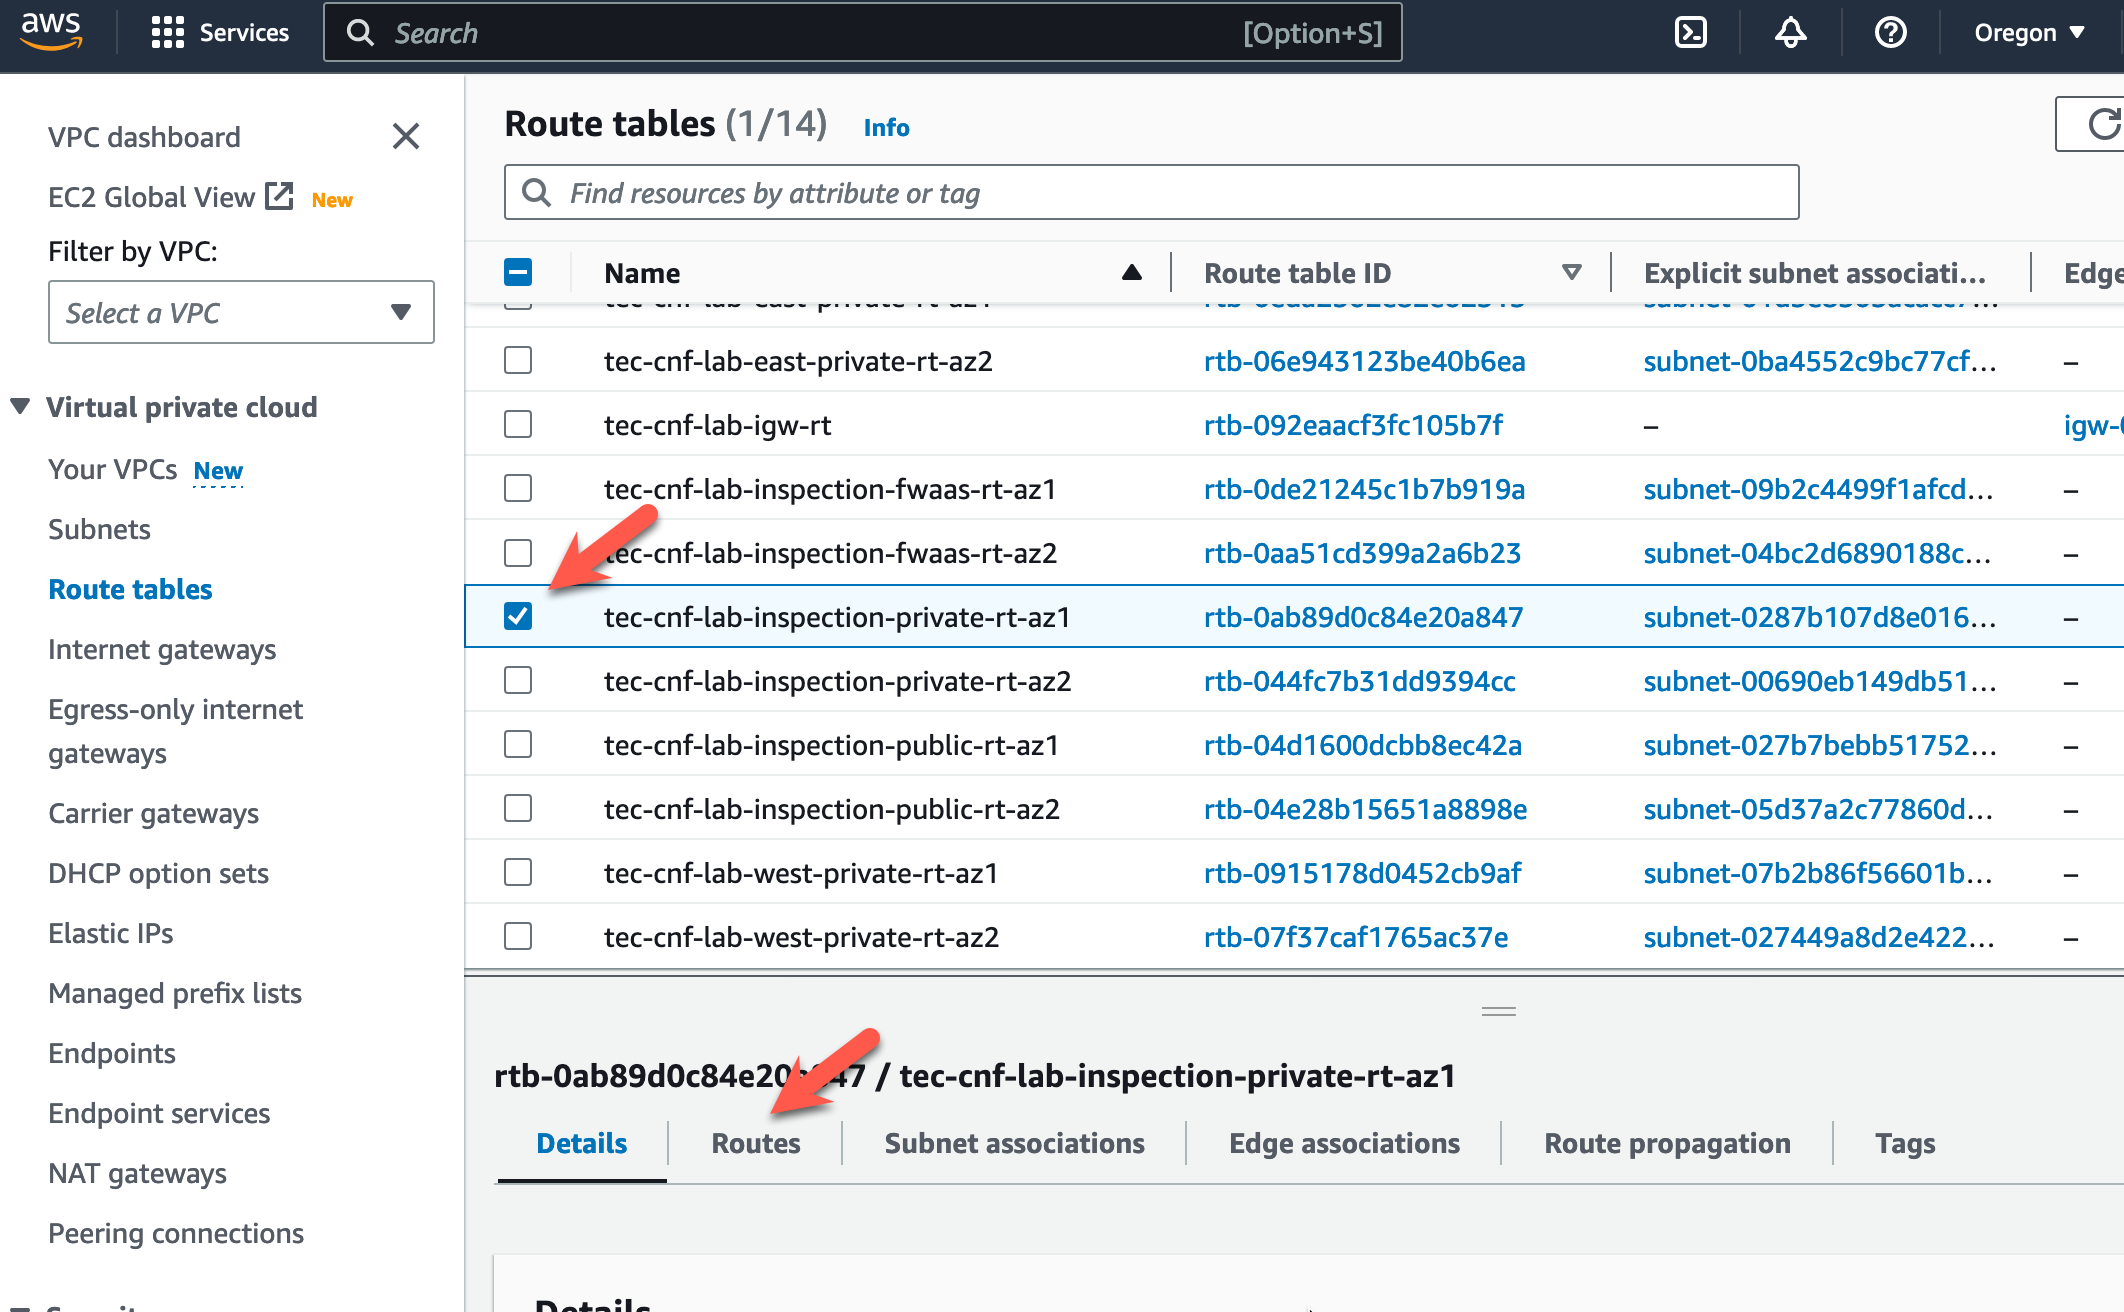 aws
Services
Search
[Option+S]
Oregon
VPC dashboard
EC2 Global View New
Filter by VPC:
Select a VPC
Virtual private cloud
Your VPCs New
Subnets
Route tables
Internet gateways
Egress-only internet
gateways
Carrier gateways
DHCP option sets
Elastic IPs
Managed prefix lists
Endpoints
Endpoint services
NAT gateways
Peering connections
Route tables (1/14) Info
Find resources by attribute or tag
Name Route table ID Explicit subnet associati... Edge
tec-cnf-lab-east-private-rt-az2 rtb-06e943123be40b6ea subnet-0ba4552c9bc77cf... –
tec-cnf-lab-igw-rt rtb-092eaacf3fc105b7f – igw-
tec-cnf-lab-inspection-fwaas-rt-az1 rtb-0de21245c1b7b919a subnet-09b2c4499f1afcd... –
tec-cnf-lab-inspection-fwaas-rt-az2 rtb-0aa51cd399a2a6b23 subnet-04bc2d6890188c... –
tec-cnf-lab-inspection-private-rt-az1 rtb-0ab89d0c84e20a847 subnet-0287b107d8e016... –
tec-cnf-lab-inspection-private-rt-az2 rtb-044fc7b31dd9394cc subnet-00690eb149db51... –
tec-cnf-lab-inspection-public-rt-az1 rtb-04d1600dcbb8ec42a subnet-027b7bebb51752... –
tec-cnf-lab-inspection-public-rt-az2 rtb-04e28b15651a8898e subnet-05d37a2c77860d... –
tec-cnf-lab-west-private-rt-az1 rtb-0915178d0452cb9af subnet-07b2b86f56601b... –
tec-cnf-lab-west-private-rt-az2 rtb-07f37caf1765ac37e subnet-027449a8d2e422... –
rtb-0ab89d0c84e20a847 / tec-cnf-lab-inspection-private-rt-az1
Details Routes Subnet associations Edge associations Route propagation Tags
Details